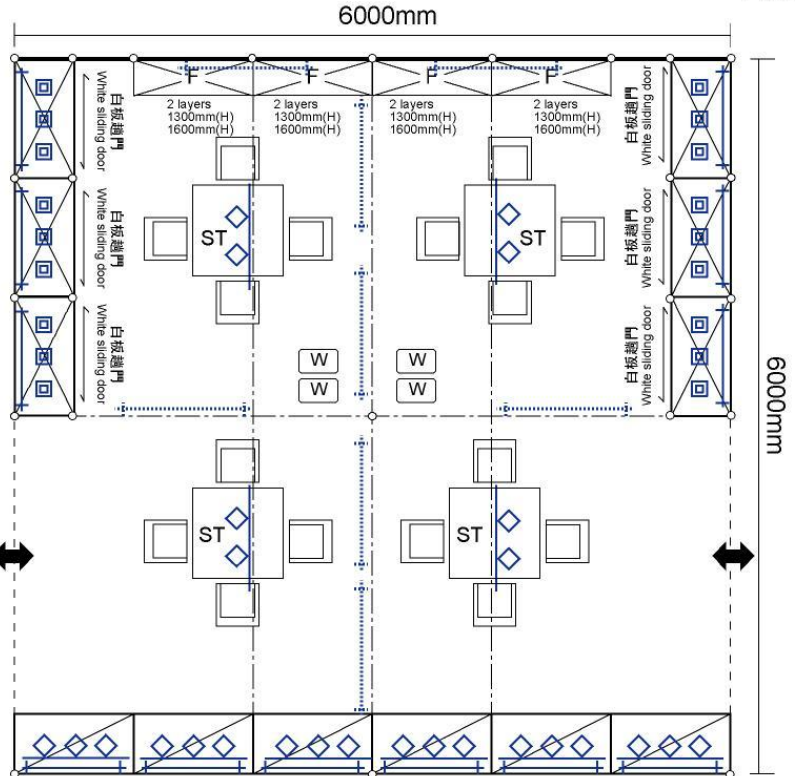 6000mm
F
F
F
F
2 layers
1300mm(H)
1600mm(H)
2 layers
1300mm(H)
1600mm(H)
2 layers
1300mm(H)
1600mm(H)
2 layers
1300mm(H)
1600mm(H)
白板趟門
White sliding door
白板趟門
White sliding door
白板趟門
White sliding door
白板趟門
White sliding door
白板趟門
White sliding door
白板趟門
White sliding door
ST
ST
W
W
W
W
6000mm
ST
ST